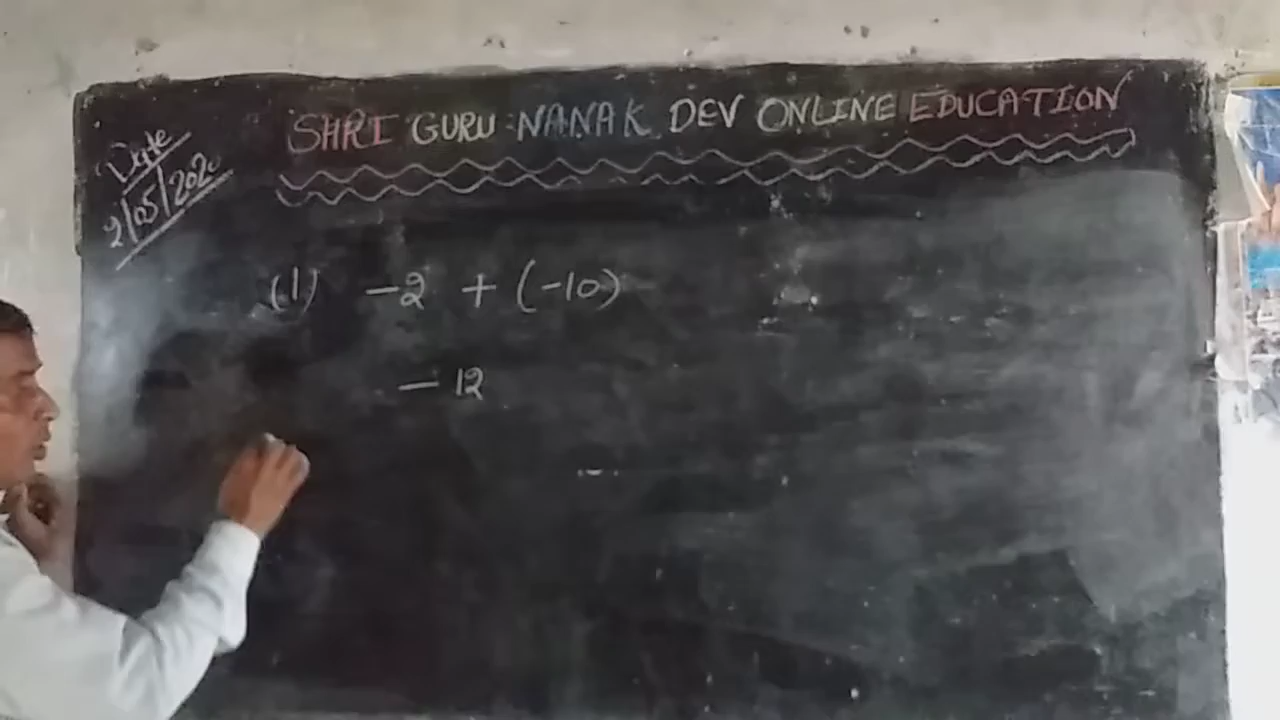 SHRI GURU NANAK DEV ONLINE EDUCATION
Date
2/05/2020
(1) -2 + (-10)
- 12